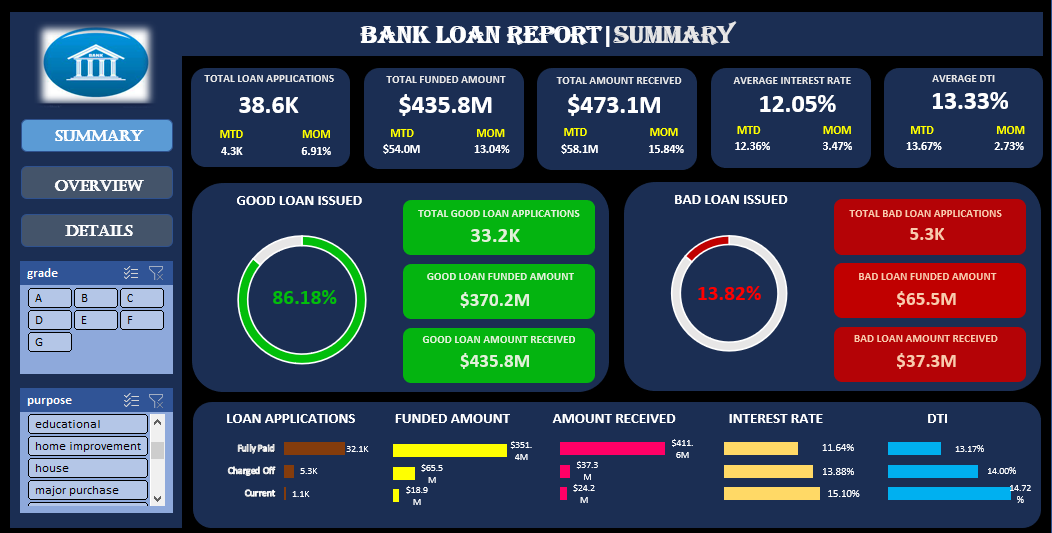 BANK LOAN REPORT|SUMMARY
BANK
SUMMARY
OVERVIEW
DETAILS
grade
A B C
D E F
G
purpose
educational
home improvement
house
major purchase
TOTAL LOAN APPLICATIONS
38.6K
MTD MOM
4.3K 6.91%
TOTAL FUNDED AMOUNT
$435.8M
MTD MOM
$54.0M 13.04%
TOTAL AMOUNT RECEIVED
$473.1M
MTD MOM
$58.1M 15.84%
AVERAGE INTEREST RATE
12.05%
MTD MOM
12.36% 3.47%
AVERAGE DTI
13.33%
MTD MOM
13.67% 2.73%
GOOD LOAN ISSUED
86.18%
TOTAL GOOD LOAN APPLICATIONS
33.2K
GOOD LOAN FUNDED AMOUNT
$370.2M
GOOD LOAN AMOUNT RECEIVED
$435.8M
BAD LOAN ISSUED
13.82%
TOTAL BAD LOAN APPLICATIONS
5.3K
BAD LOAN FUNDED AMOUNT
$65.5M
BAD LOAN AMOUNT RECEIVED
$37.3M
LOAN APPLICATIONS
Fully Paid 32.1K
Charged Off 5.3K
Current 1.1K
FUNDED AMOUNT
$351.
4M
$65.5
M
$18.9
M
AMOUNT RECEIVED
$411.
6M
$37.3
M
$24.2
M
INTEREST RATE
11.64%
13.88%
15.10%
DTI
13.17%
14.00%
14.72
%